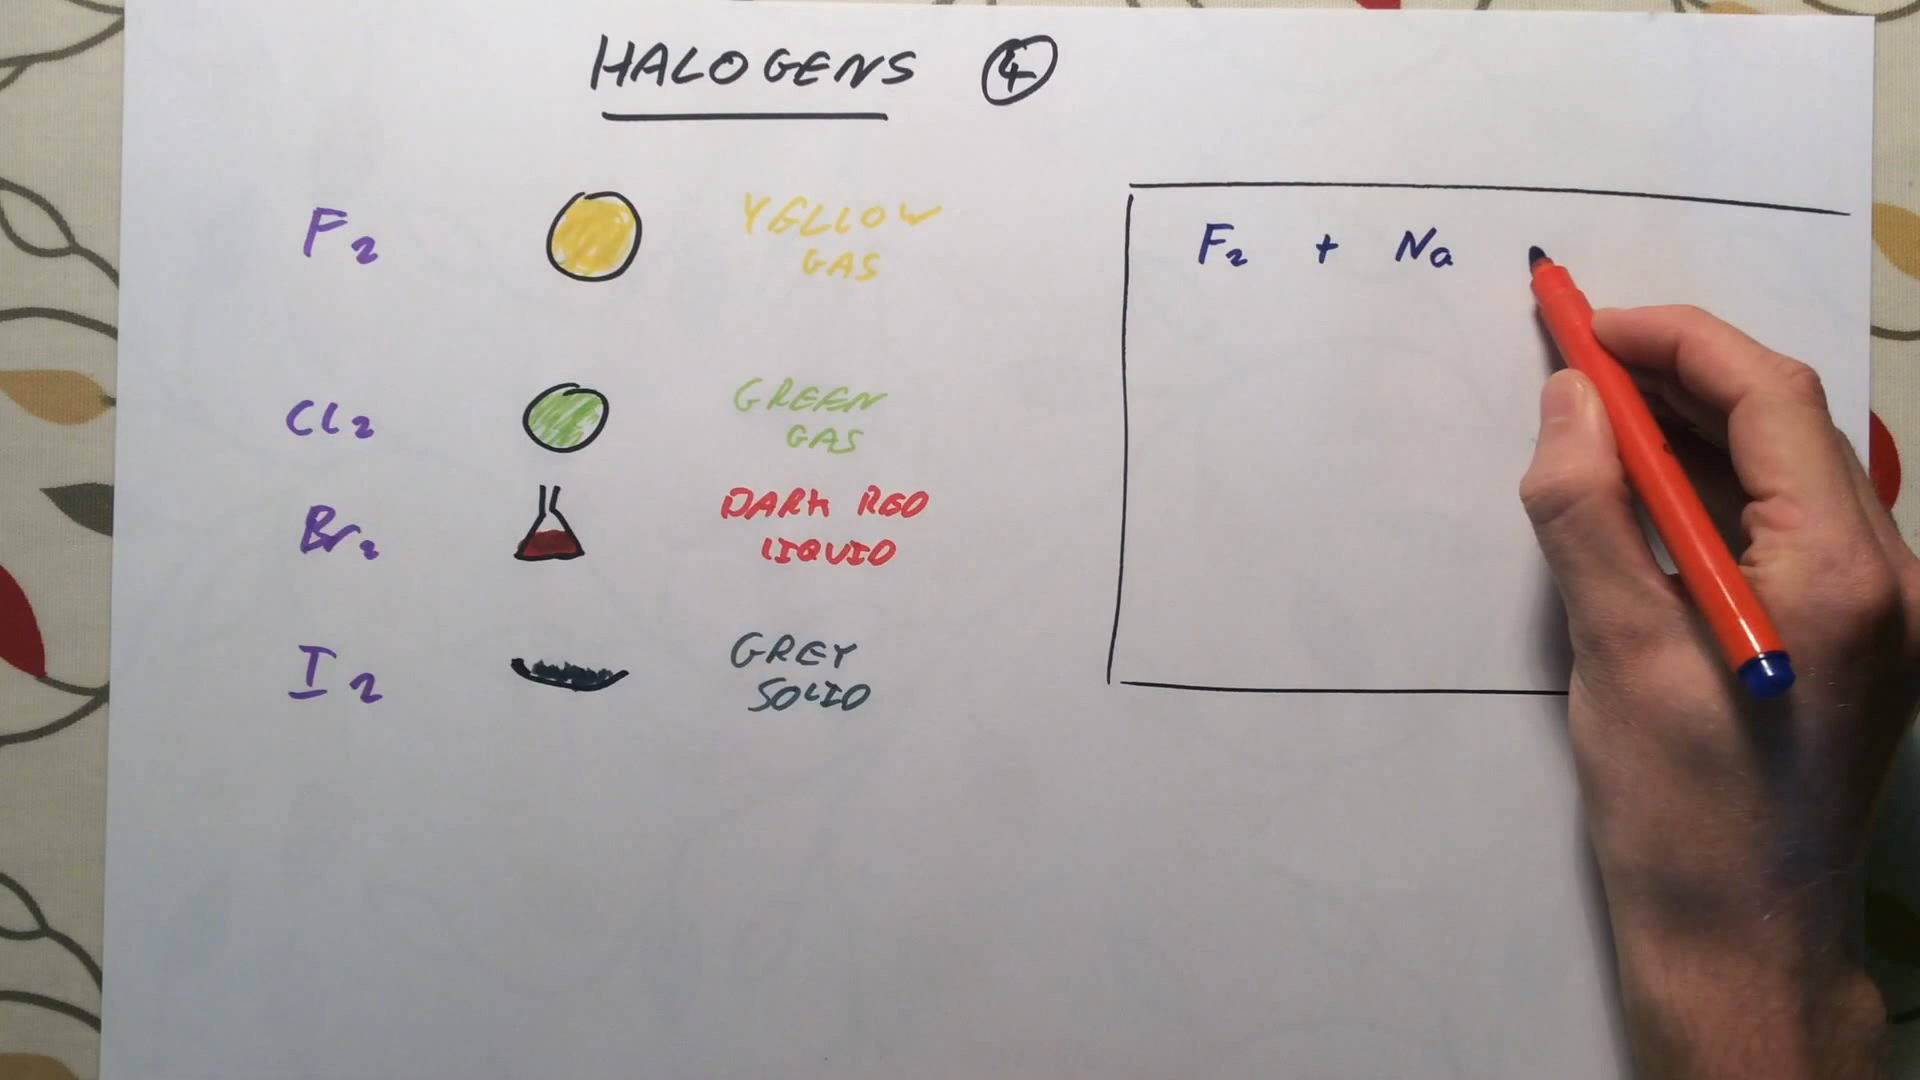 HALOGENS 4
F₂ YELLOW
GAS
F₂ + Na
Cl₂ GREEN
GAS
Br₂ DARK RED
LIQUID
I₂ GREY
SOLID